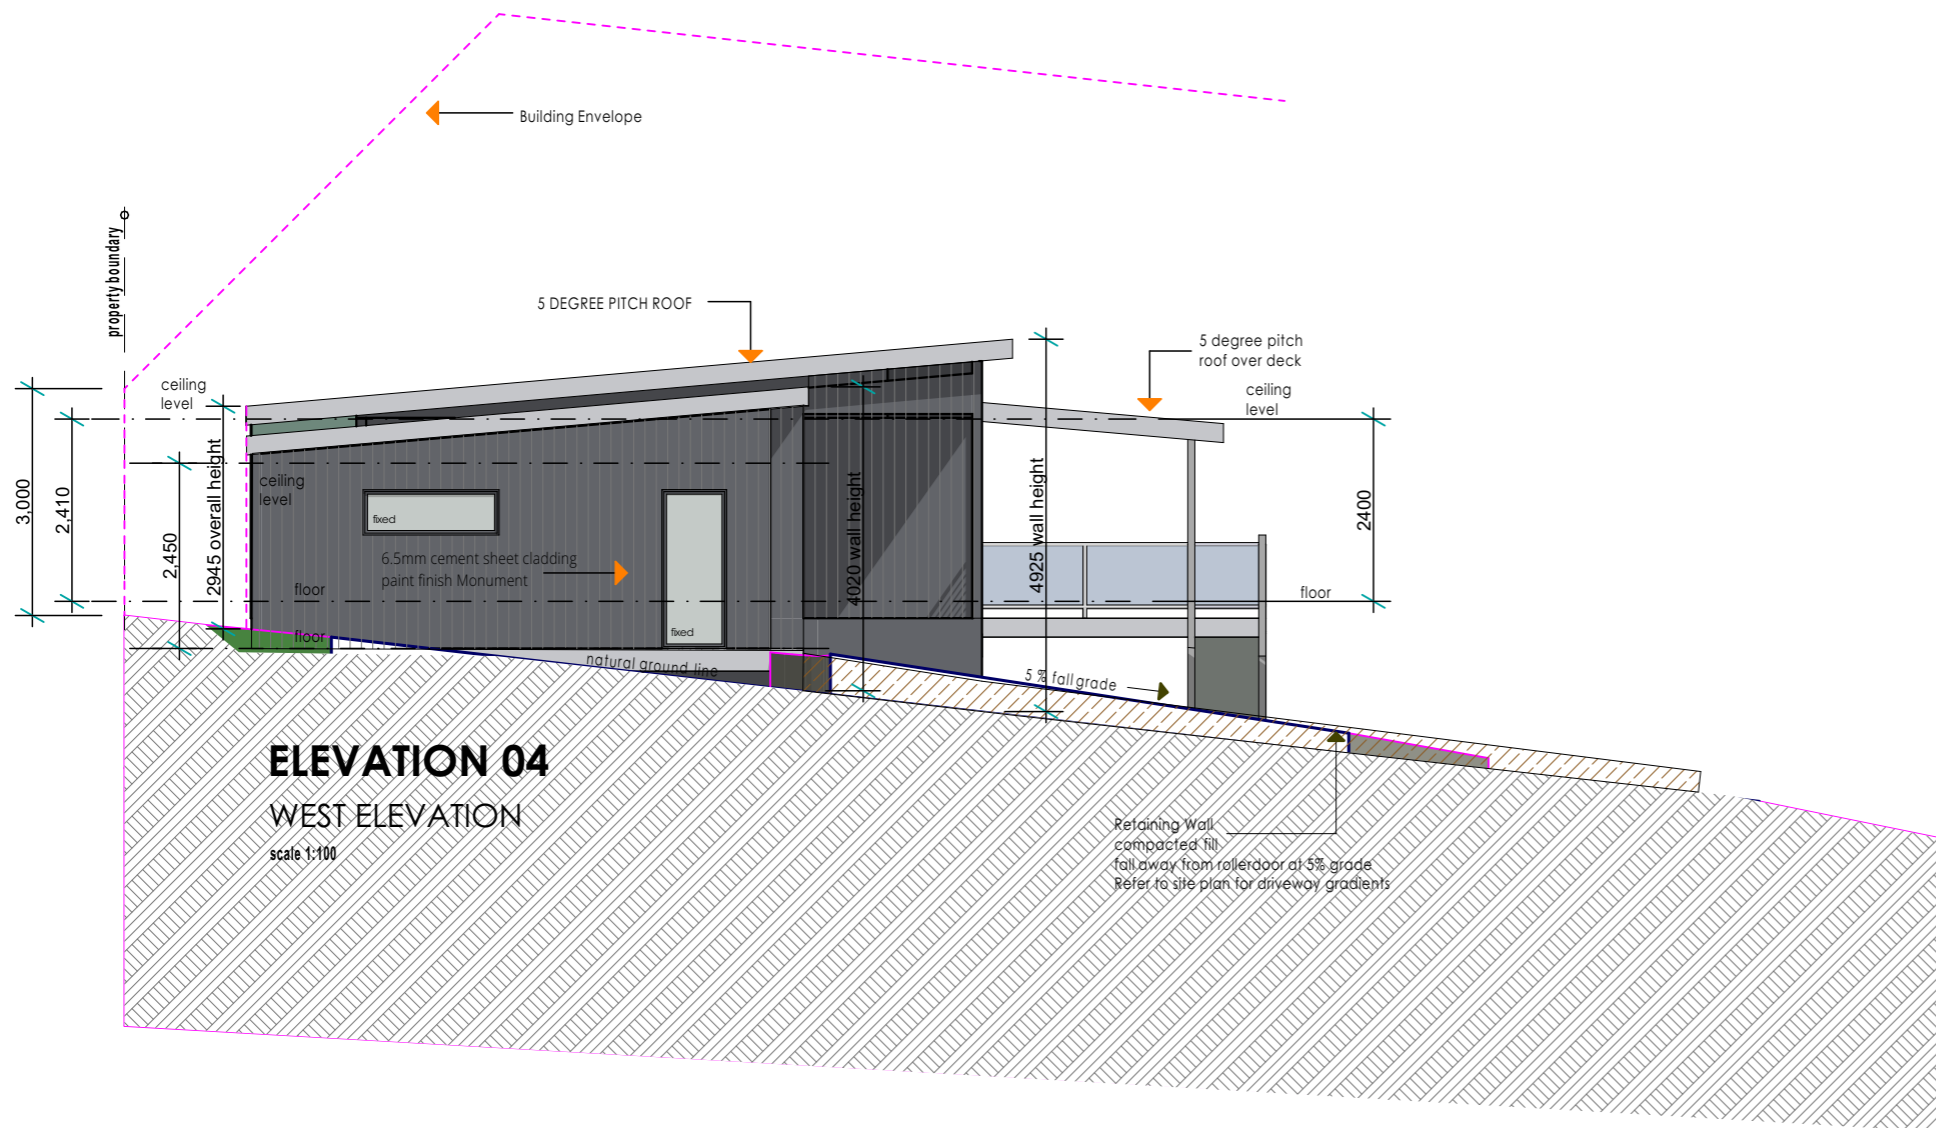 Building Envelope
property boundary
5 DEGREE PITCH ROOF
5 degree pitch
roof over deck
ceiling
level
ceiling
level
ceiling
level
3,000
2,410
2,450
2945 overall height
4020 wall height
4925 wall height
2400
fixed
6.5mm cement sheet cladding
paint finish Monument
floor
floor
floor
fixed
natural ground line
5 % fall grade
ELEVATION 04
WEST ELEVATION
scale 1:100
Retaining Wall
compacted fill
fall away from rollerdoor at 5% grade
Refer to site plan for driveway gradients